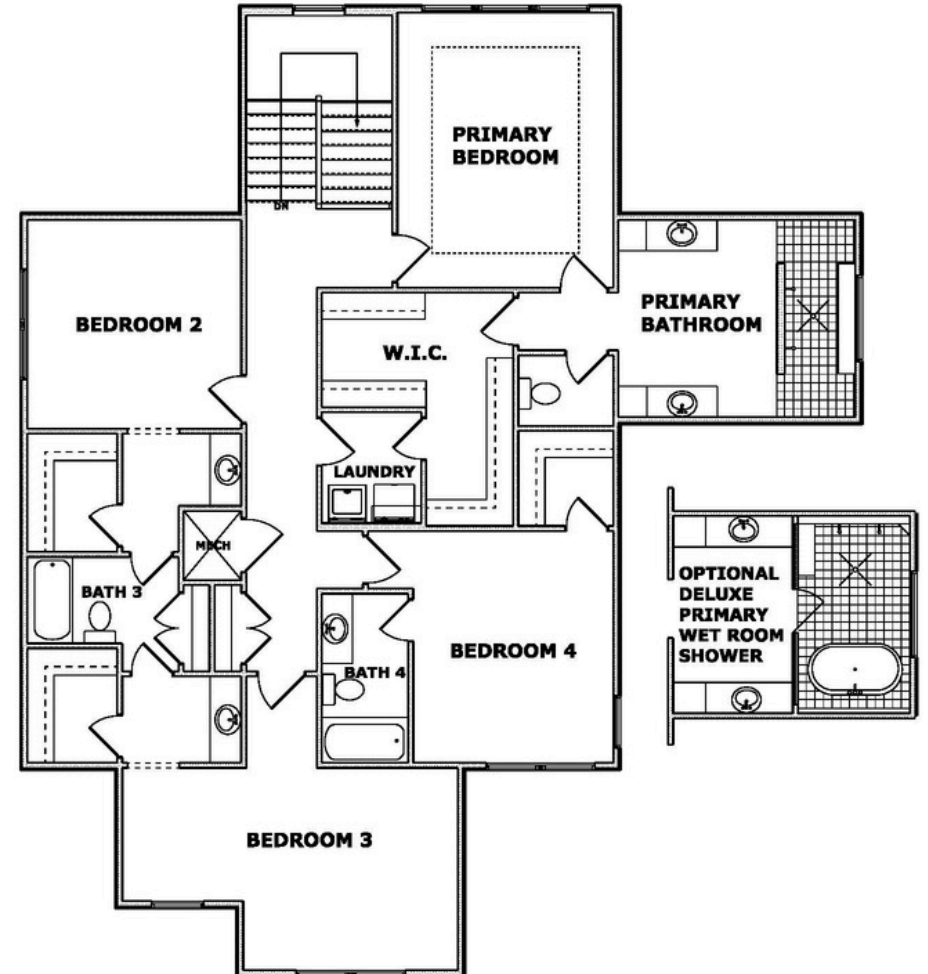 PRIMARY
BEDROOM
DN
BEDROOM 2
W.I.C.
PRIMARY
BATHROOM
LAUNDRY
MECH
BATH 3
OPTIONAL
DELUXE
PRIMARY
WET ROOM
SHOWER
BATH 4
BEDROOM 4
BEDROOM 3